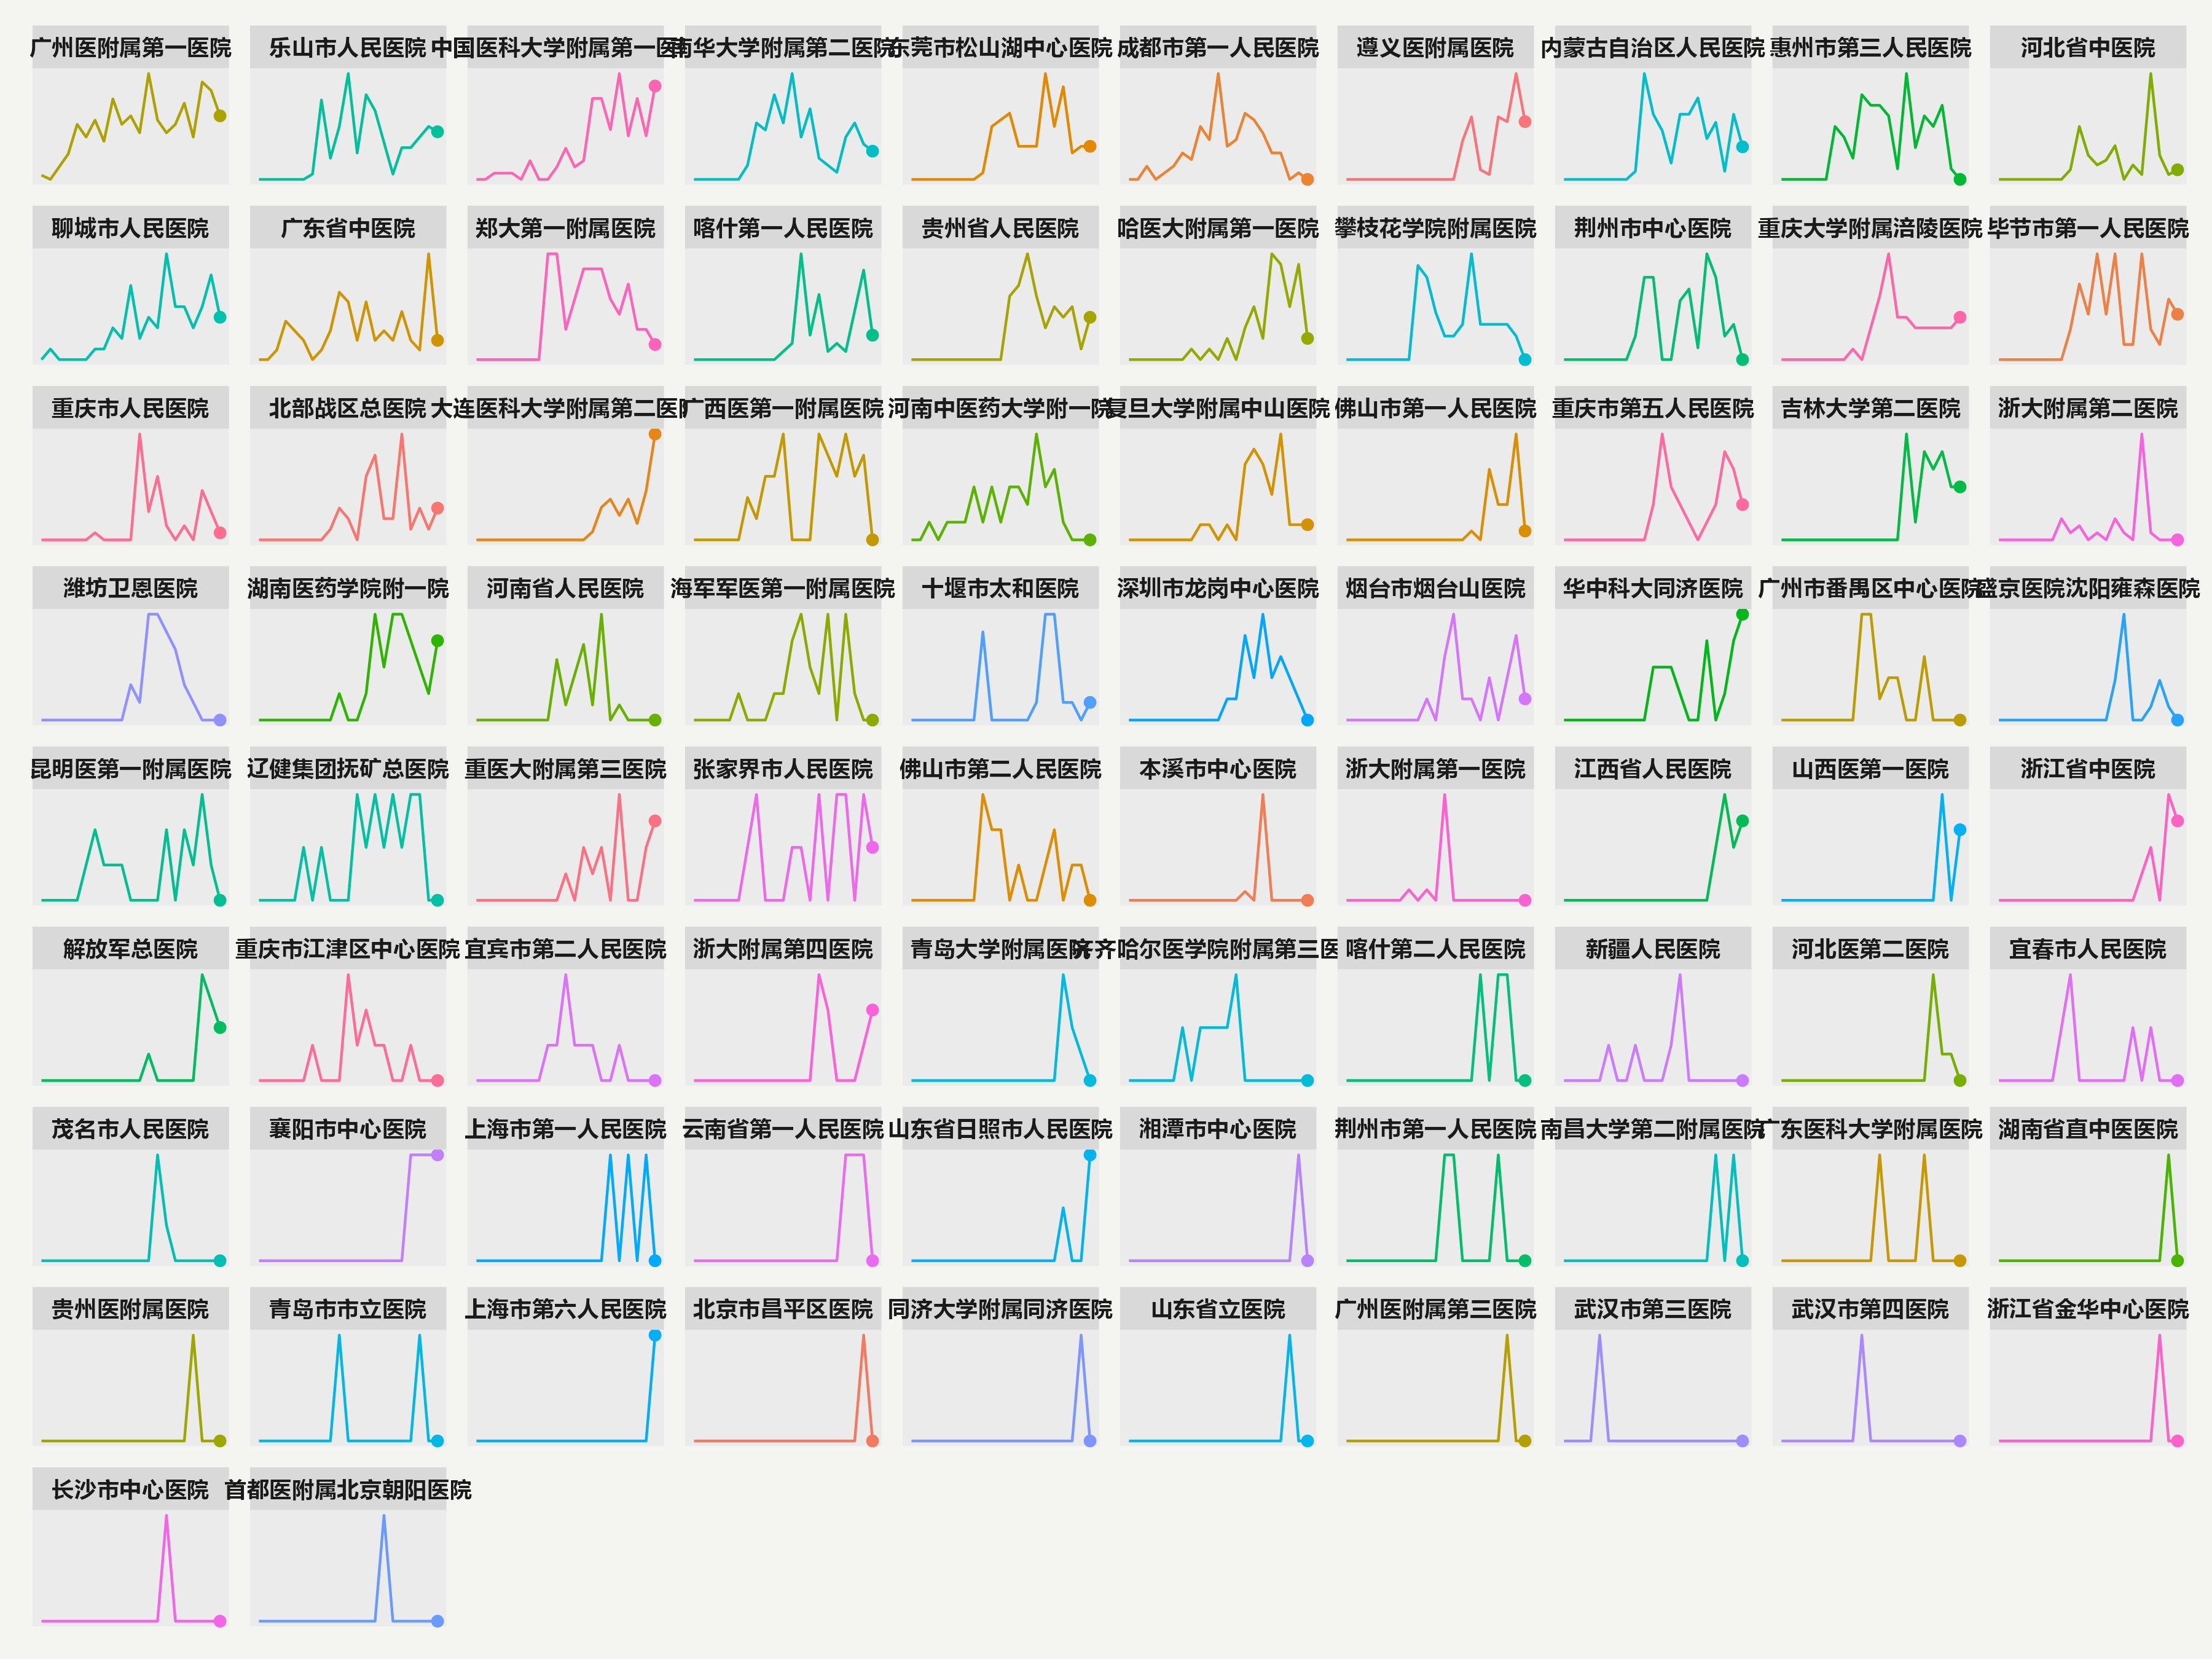 广州医附属第一医院
乐山市人民医院
中国医科大学附属第一医
南华大学附属第二医院
东莞市松山湖中心医院
成都市第一人民医院
遵义医附属医院
内蒙古自治区人民医院
惠州市第三人民医院
河北省中医院
聊城市人民医院
广东省中医院
郑大第一附属医院
喀什第一人民医院
贵州省人民医院
哈医大附属第一医院
攀枝花学院附属医院
荆州市中心医院
重庆大学附属涪陵医院
毕节市第一人民医院
重庆市人民医院
北部战区总医院
大连医科大学附属第二医院
广西医第一附属医院
河南中医药大学附一院
复旦大学附属中山医院
佛山市第一人民医院
重庆市第五人民医院
吉林大学第二医院
浙大附属第二医院
潍坊卫恩医院
湖南医药学院附一院
河南省人民医院
海军军医第一附属医院
十堰市太和医院
深圳市龙岗中心医院
烟台市烟台山医院
华中科大同济医院
广州市番禺区中心医院
盛京医院沈阳雍森医院
昆明医第一附属医院
辽健集团抚矿总医院
重医大附属第三医院
张家界市人民医院
佛山市第二人民医院
本溪市中心医院
浙大附属第一医院
江西省人民医院
山西医第一医院
浙江省中医院
解放军总医院
重庆市江津区中心医院
宜宾市第二人民医院
浙大附属第四医院
青岛大学附属医院
齐齐哈尔医学院附属第三医
喀什第二人民医院
新疆人民医院
河北医第二医院
宜春市人民医院
茂名市人民医院
襄阳市中心医院
上海市第一人民医院
云南省第一人民医院
山东省日照市人民医院
湘潭市中心医院
荆州市第一人民医院
南昌大学第二附属医院
广东医科大学附属医院
湖南省直中医医院
贵州医附属医院
青岛市市立医院
上海市第六人民医院
北京市昌平区医院
同济大学附属同济医院
山东省立医院
广州医附属第三医院
武汉市第三医院
武汉市第四医院
浙江省金华中心医院
长沙市中心医院
首都医附属北京朝阳医院